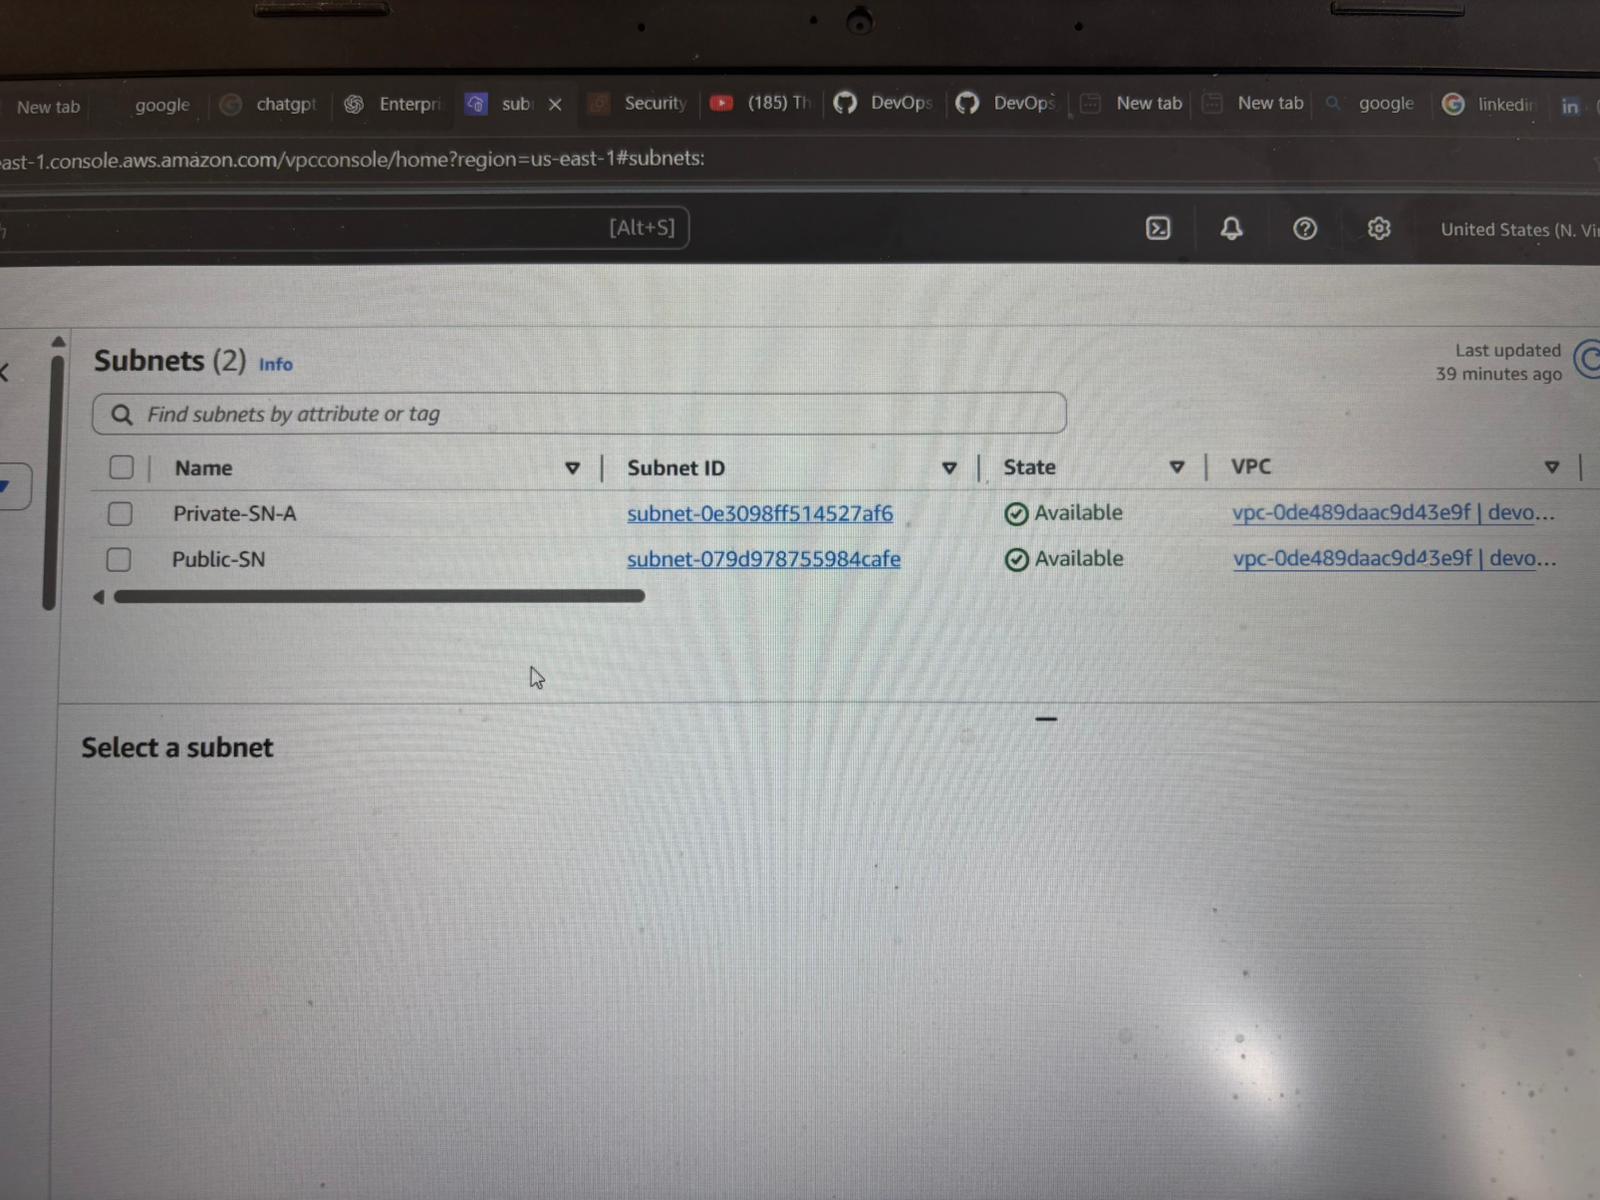 New tab google chatgpt Enterpri sub Security (185) Th DevOps DevOps New tab New tab google linkedin in
ast-1.console.aws.amazon.com/vpcconsole/home?region=us-east-1#subnets:
[Alt+S] United States (N. Vi
Subnets (2) Info
Last updated
39 minutes ago
Find subnets by attribute or tag
Name Subnet ID State VPC
Private-SN-A subnet-0e3098ff514527af6 Available vpc-0de489daac9d43e9f | devo...
Public-SN subnet-079d978755984cafe Available vpc-0de489daac9d43e9f | devo...
Select a subnet